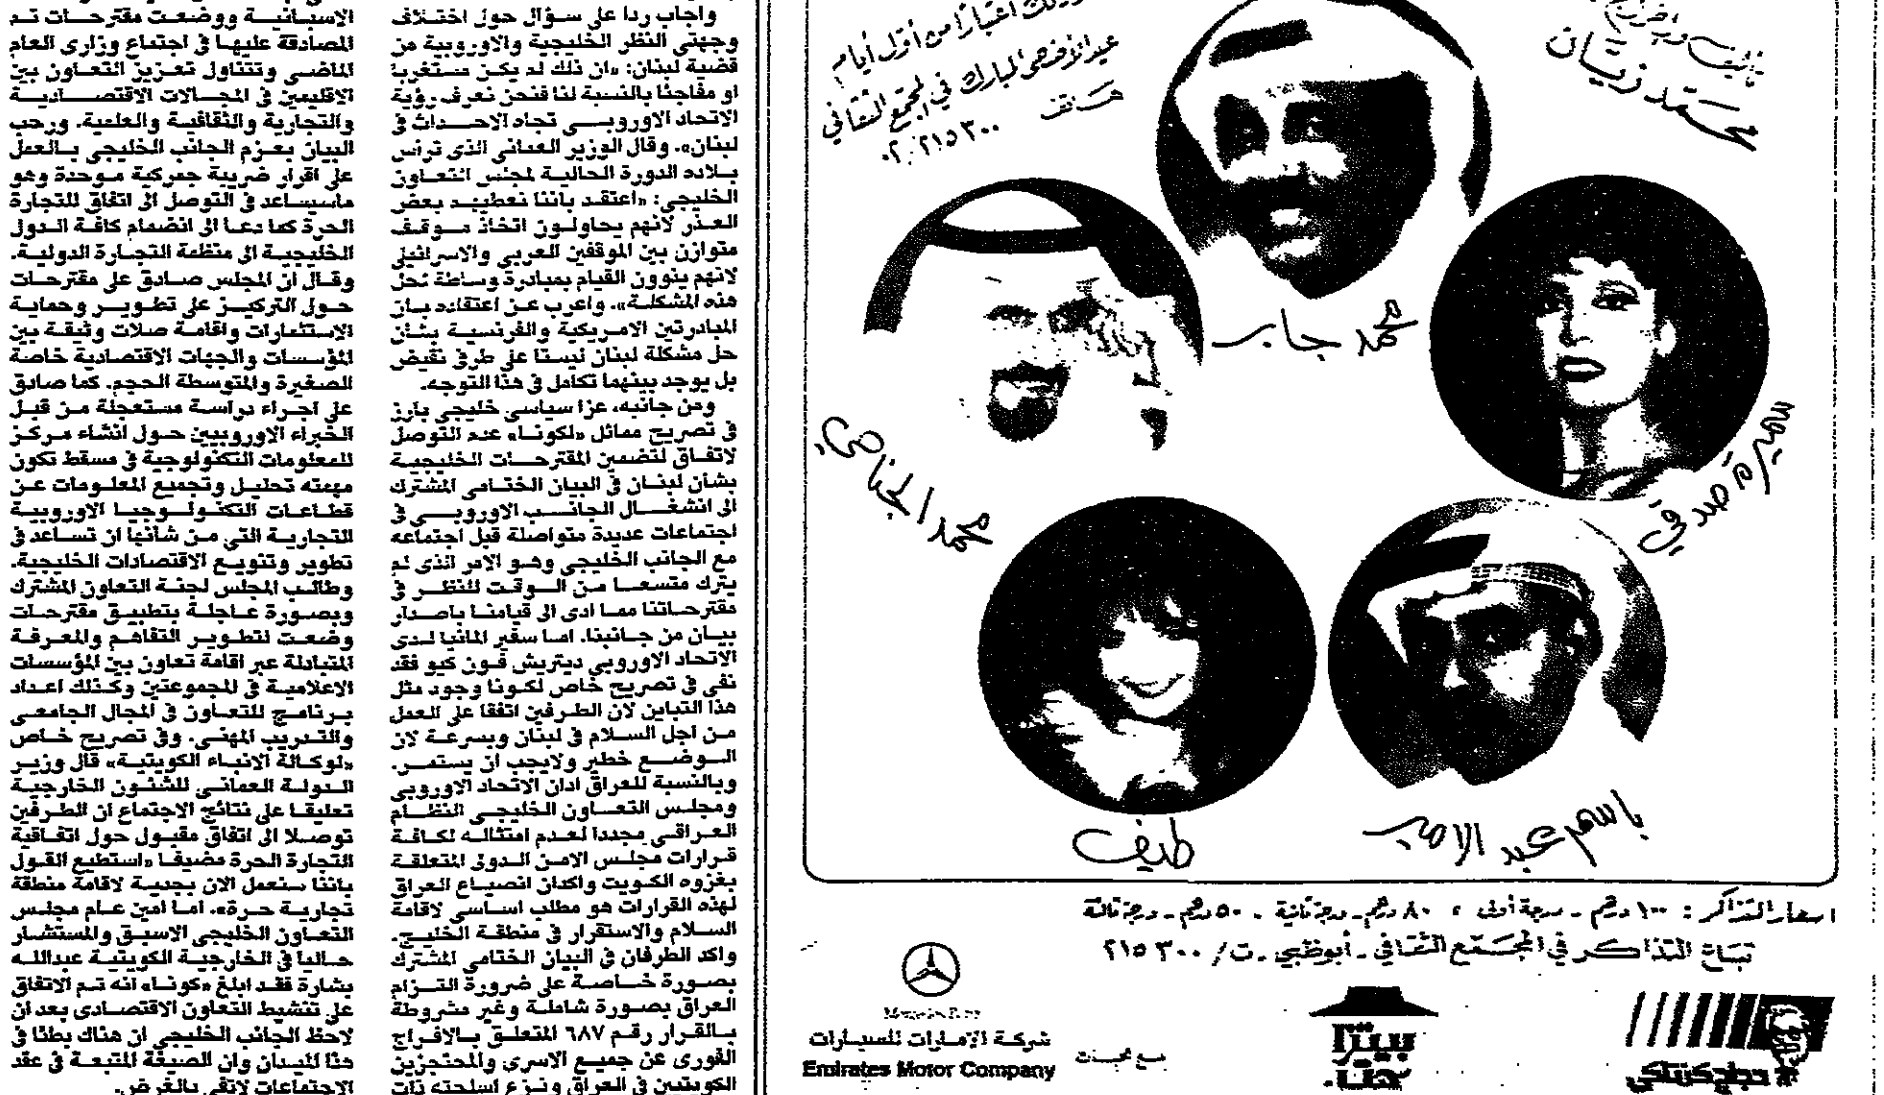 واجاب ردا على سؤال حول اختلاف
وجهتي النظر الخليجية والاوروبية من
قضية لبنان: «ان ذلك لم يكن مستغربا
او مفاجئا بالنسبة لنا فنحن نعرف رؤية
الاتحاد الاوروبي تجاه الاحداث في
لبنان». وقال الوزير العماني الذي ترأس
بلاده الدورة الحالية لمجلس التعاون
الخليجي: «اعتقد باننا نعطيهم بعض
العذر لانهم يحاولون اتخاذ موقف
متوازن بين الموقفين العربي والاسرائيلي
لانهم ينوون القيام بمبادرة وساطة لحل
هذه المشكلة». واعرب عن اعتقاده بان
المبادرتين الامريكية والفرنسية بشأن
حل مشكلة لبنان ليستا على طرفي نقيض
بل يوجد بينهما تكامل في هذا التوجه.
ومن جانبه، عزا سياسي خليجي بارز
في تصريح مماثل «لكونا» عدم التوصل
لاتفاق لتضمين المقترحات الخليجية
بشأن لبنان في البيان الختامي المشترك
الى انشغال الجانب الاوروبي في
اجتماعات عديدة متواصلة قبل اجتماعه
مع الجانب الخليجي وهو الامر الذي لم
يترك متسعا من الوقت للنظر في
مقترحاتنا مما ادى الى قيامنا باصدار
بيان من جانبنا. اما سفير المانيا لدى
الاتحاد الاوروبي ديتريش فون كيو فقد
نفى في تصريح خاص لكونا وجود مثل
هذا التباين لان الطرفين اتفقا على العمل
من اجل السلام في لبنان وبسرعة لان
الوضع خطير ولايجب ان يستمر.
وبالنسبة للعراق ادان الاتحاد الاوروبي
ومجلس التعاون الخليجي النظام
العراقي مجددا لعدم امتثاله لكافة
قرارات مجلس الامن الدولي المتعلقة
بغزوه الكويت واكدان انصياع العراق
لهذه القرارات هو مطلب اساسي لاقامة
السلام والاستقرار في منطقة الخليج.
واكد الطرفان في البيان الختامي المشترك
بصورة خاصة على ضرورة التزام
العراق بصورة شاملة وغير مشروطة
بالقرار رقم ٦٨٧ المتعلق بالافراج
الفوري عن جميع الاسرى والمحتجزين
الكويتيين في العراق ونزع اسلحته ذات
الاسبانية ووضعت مقترحات تم
المصادقة عليها في اجتماع وزاري العام
الماضي وتتناول تعزيز التعاون بين
الاقليمين في المجالات الاقتصادية
والتجارية والثقافية والعلمية. ورحب
البيان بعزم الجانب الخليجي بالعمل
على اقرار ضريبة جمركية موحدة وهو
ماسيساعد في التوصل الى اتفاق للتجارة
الحرة كما دعا الى انضمام كافة الدول
الخليجية الى منظمة التجارة الدولية.
وقال ان المجلس صادق على مقترحات
حول التركيز على تطوير وحماية
الاستثمارات واقامة صلات وثيقة بين
المؤسسات والجهات الاقتصادية خاصة
الصغيرة والمتوسطة الحجم. كما صادق
على اجراء دراسة مستعجلة من قبل
الخبراء الاوروبيين حول انشاء مركز
للمعلومات التكنولوجية في مسقط تكون
مهمته تحليل وتجميع المعلومات عن
قطاعات التكنولوجيا الاوروبية
التجارية التي من شأنها ان تساعد في
تطوير وتنويع الاقتصادات الخليجية.
وطالب المجلس لجنة التعاون المشترك
وبصورة عاجلة بتطبيق مقترحات
وضعت لتطوير التفاهم والمعرفة
المتبادلة عبر اقامة تعاون بين المؤسسات
الاعلامية في المجموعتين وكذلك اعداد
برنامج للتعاون في المجال الجامعي
والتدريب المهني. وفي تصريح خاص
«لوكالة الانباء الكويتية» قال وزير
الدولة العماني للشئون الخارجية
تعليقا على نتائج الاجتماع ان الطرفين
توصلا الى اتفاق مقبول حول اتفاقية
التجارة الحرة مضيفا «استطيع القول
باننا سنعمل الان بجدية لاقامة منطقة
تجارية حرة». اما امين عام مجلس
التعاون الخليجي الاسبق والمستشار
حاليا في الخارجية الكويتية عبدالله
بشارة فقد ابلغ «كونا» انه تم الاتفاق
على تنشيط التعاون الاقتصادي بعد ان
لاحظ الجانب الخليجي ان هناك بطئا في
هذا الميدان وان الصيغة المتبعة في عقد
الاجتماعات لاتفي بالغرض.
محمد زيتان
اعتبارًا من أول أيام
عيد الأضحى المبارك في المجمع الثقافي
هاتف
٠٢/٢١٥٣٠٠
محمد جابر
سميرة صدقي
محمد الجناحي
باسم عبد الامير
طيف
اسعار التذاكر: ١٠٠ درهم - درجة أولى ، ٨٠ درهم - درجة ثانية . ٥٠ درهم - درجة ثالثة
تباع التذاكر في المجمع الثقافي - أبوظبي - ت/ ٢١٥٣٠٠
دجاج كنتاكي
بيتزا
هت.
مع تحيات
شركة الإمارات للسيارات
Emirates Motor Company